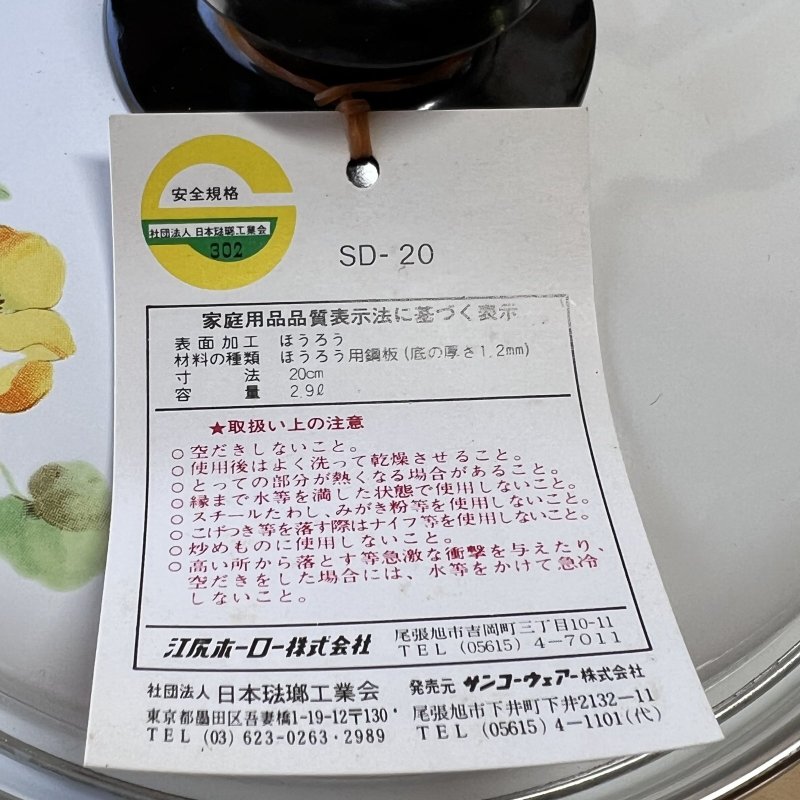 安全規格
社団法人 日本琺瑯工業会
302
SD-20
家庭用品品質表示法に基づく表示
表面加工 ほうろう
材料の種類 ほうろう用鋼板(底の厚さ1.2mm)
寸法 20cm
容量 2.9ℓ
★取扱い上の注意
○空だきしないこと。
○使用後はよく洗って乾燥させること。
○とっての部分が熱くなる場合があること。
○縁まで水等を満した状態で使用しないこと。
○スチールたわし、みがき粉等を使用しないこと。
○こげつき等を落す際はナイフ等を使用しないこと。
○炒めものに使用しないこと。
○高い所から落とす等急激な衝撃を与えたり、
空だきをした場合には、水等をかけて急冷
しないこと。
江尻ホーロー株式会社 尾張旭市吉岡町三丁目10-11
TEL (05615) 4-7011
社団法人 日本琺瑯工業会
東京都墨田区吾妻橋1-19-12〒130
TEL (03) 623-0263・2989
発売元 サンコーウェアー株式会社
尾張旭市下井町下井2132-11
TEL (05615) 4-1101(代)